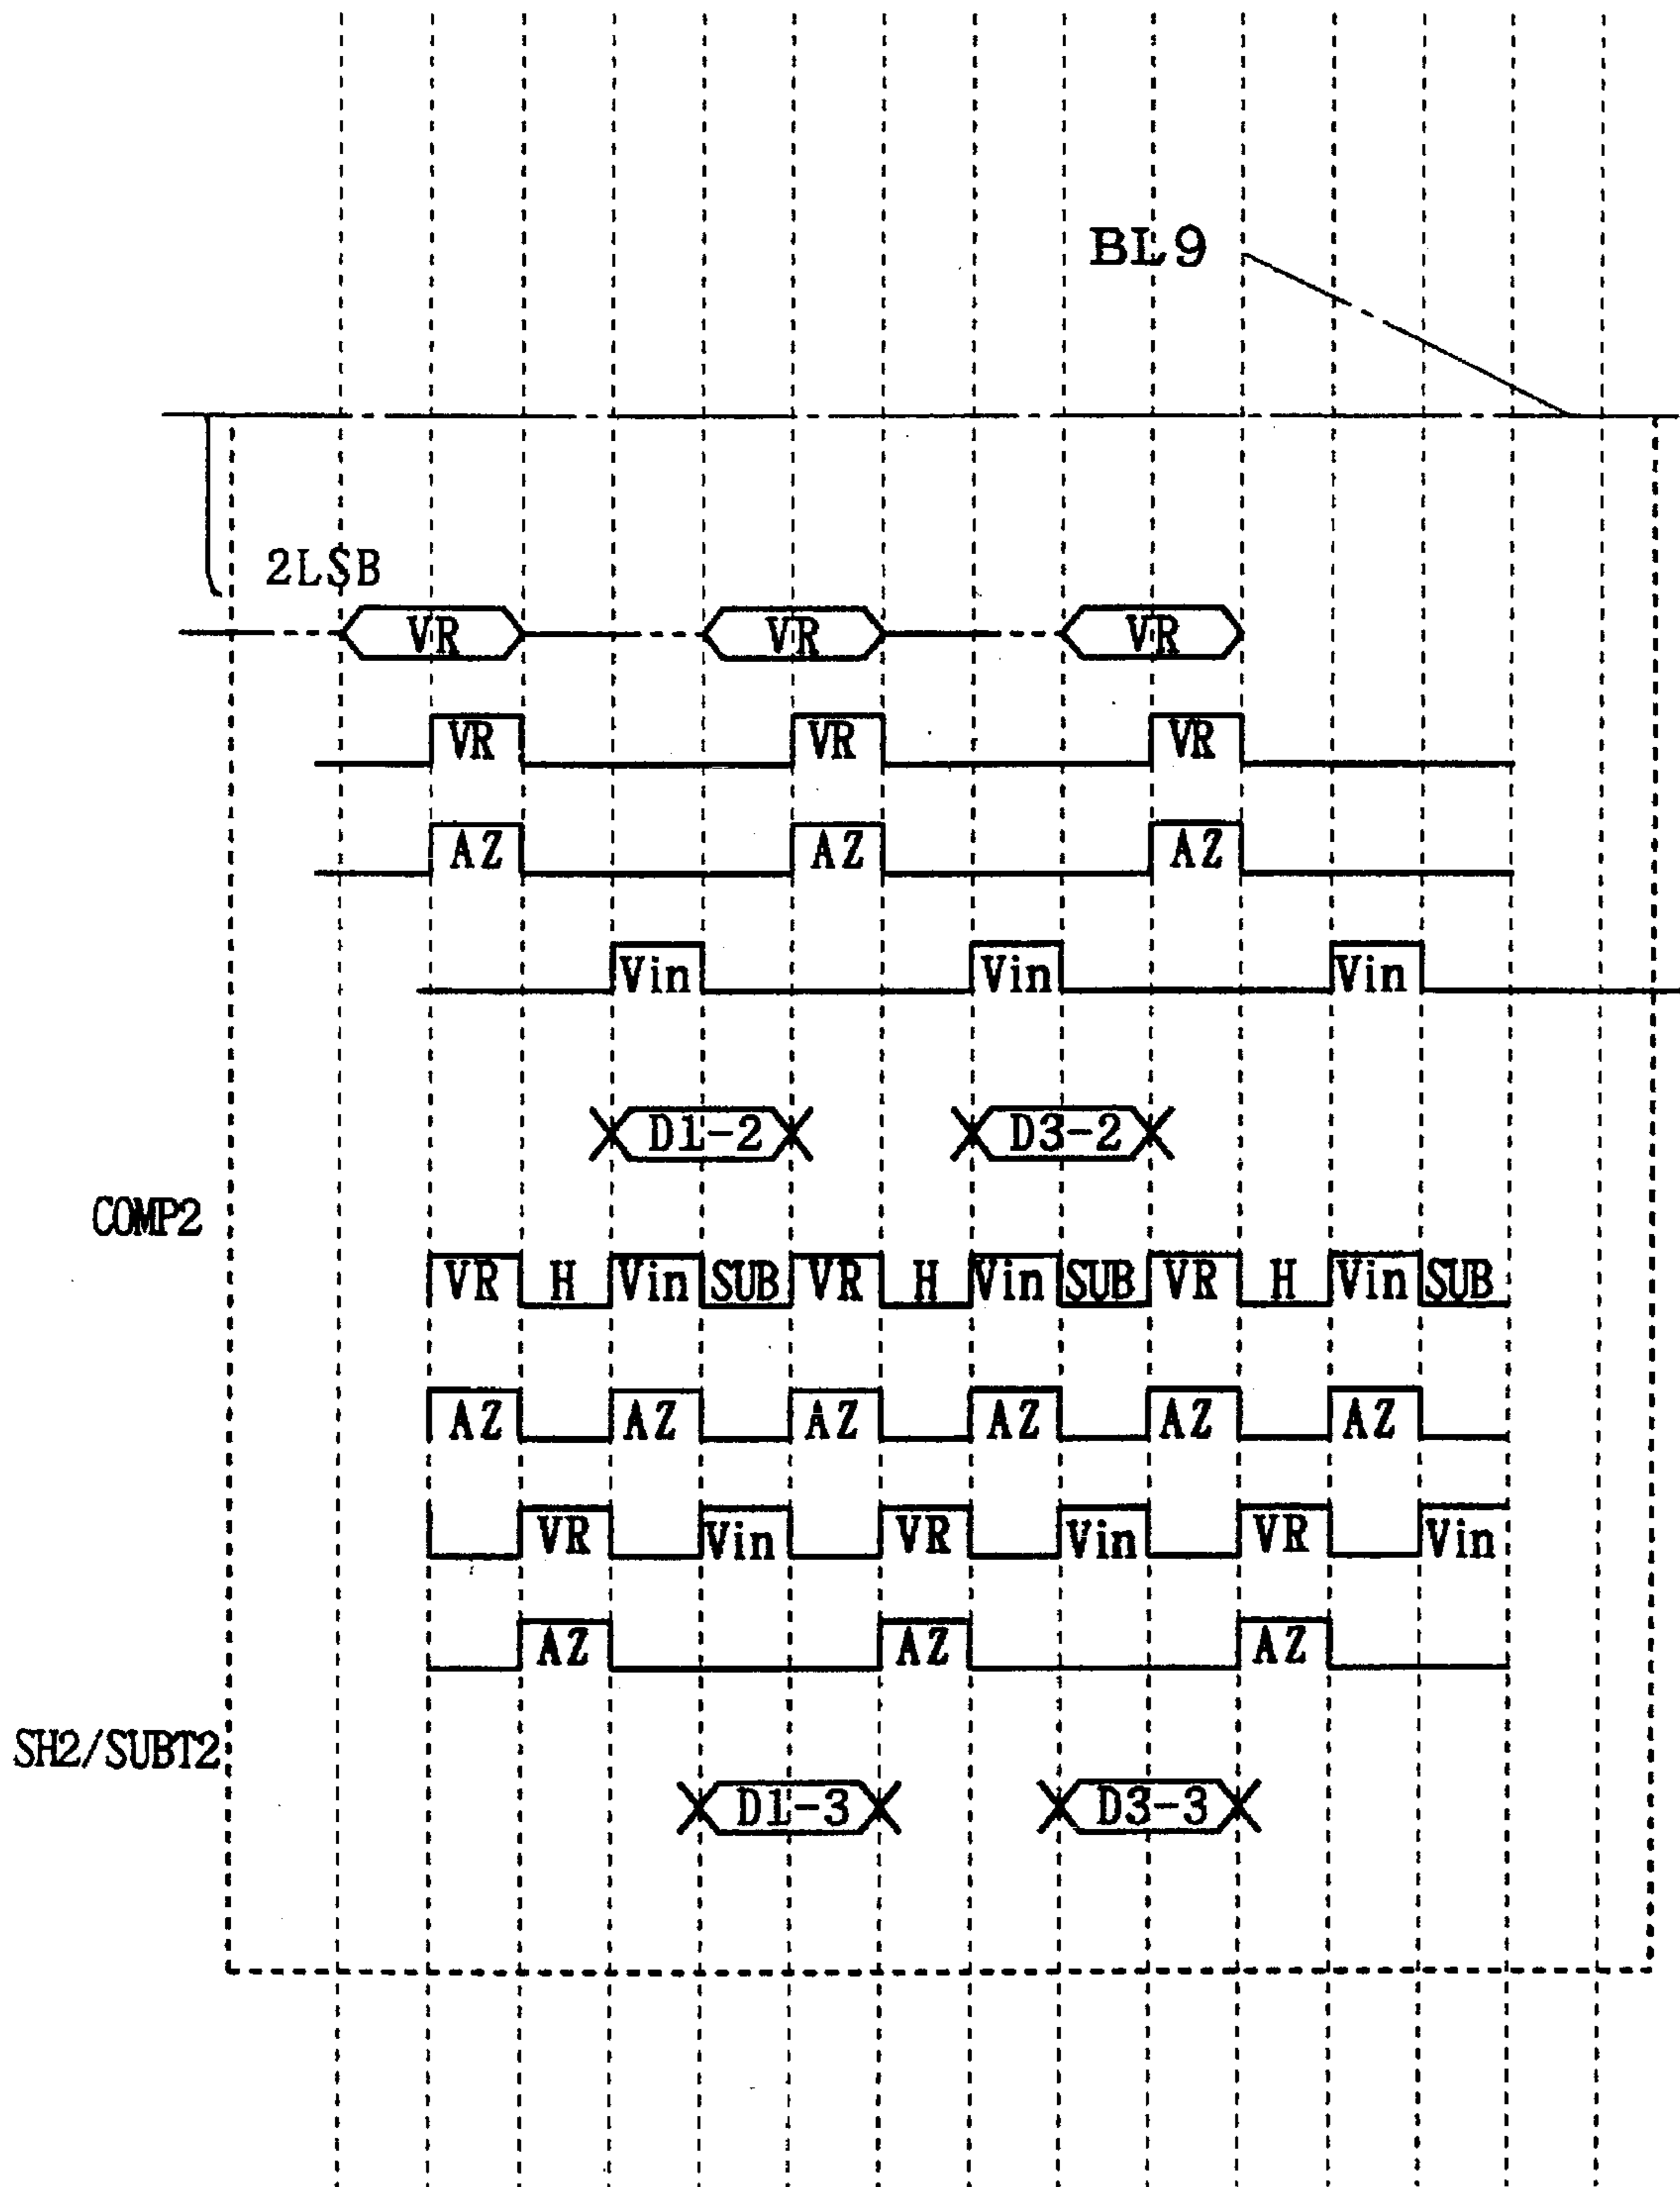 BL9
2LSB
VR VR VR
VR VR VR
AZ AZ AZ
Vin Vin Vin
D1-2 D3-2
COMP2
VR H Vin SUB VR H Vin SUB VR H Vin SUB
AZ AZ AZ AZ AZ AZ
VR Vin VR Vin VR Vin
AZ AZ AZ
SH2/SUBT2
D1-3 D3-3